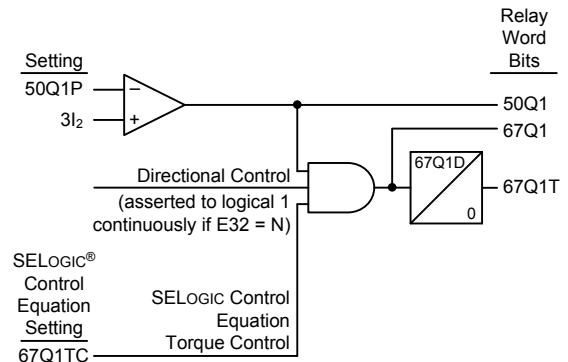 Relay
Word
Bits
Setting
50Q1P
3I₂
−
+
50Q1
67Q1
67Q1D
0
67Q1T
Directional Control
(asserted to logical 1
continuously if E32 = N)
SELOGIC®
Control
Equation
Setting
67Q1TC
SELOGIC Control
Equation
Torque Control